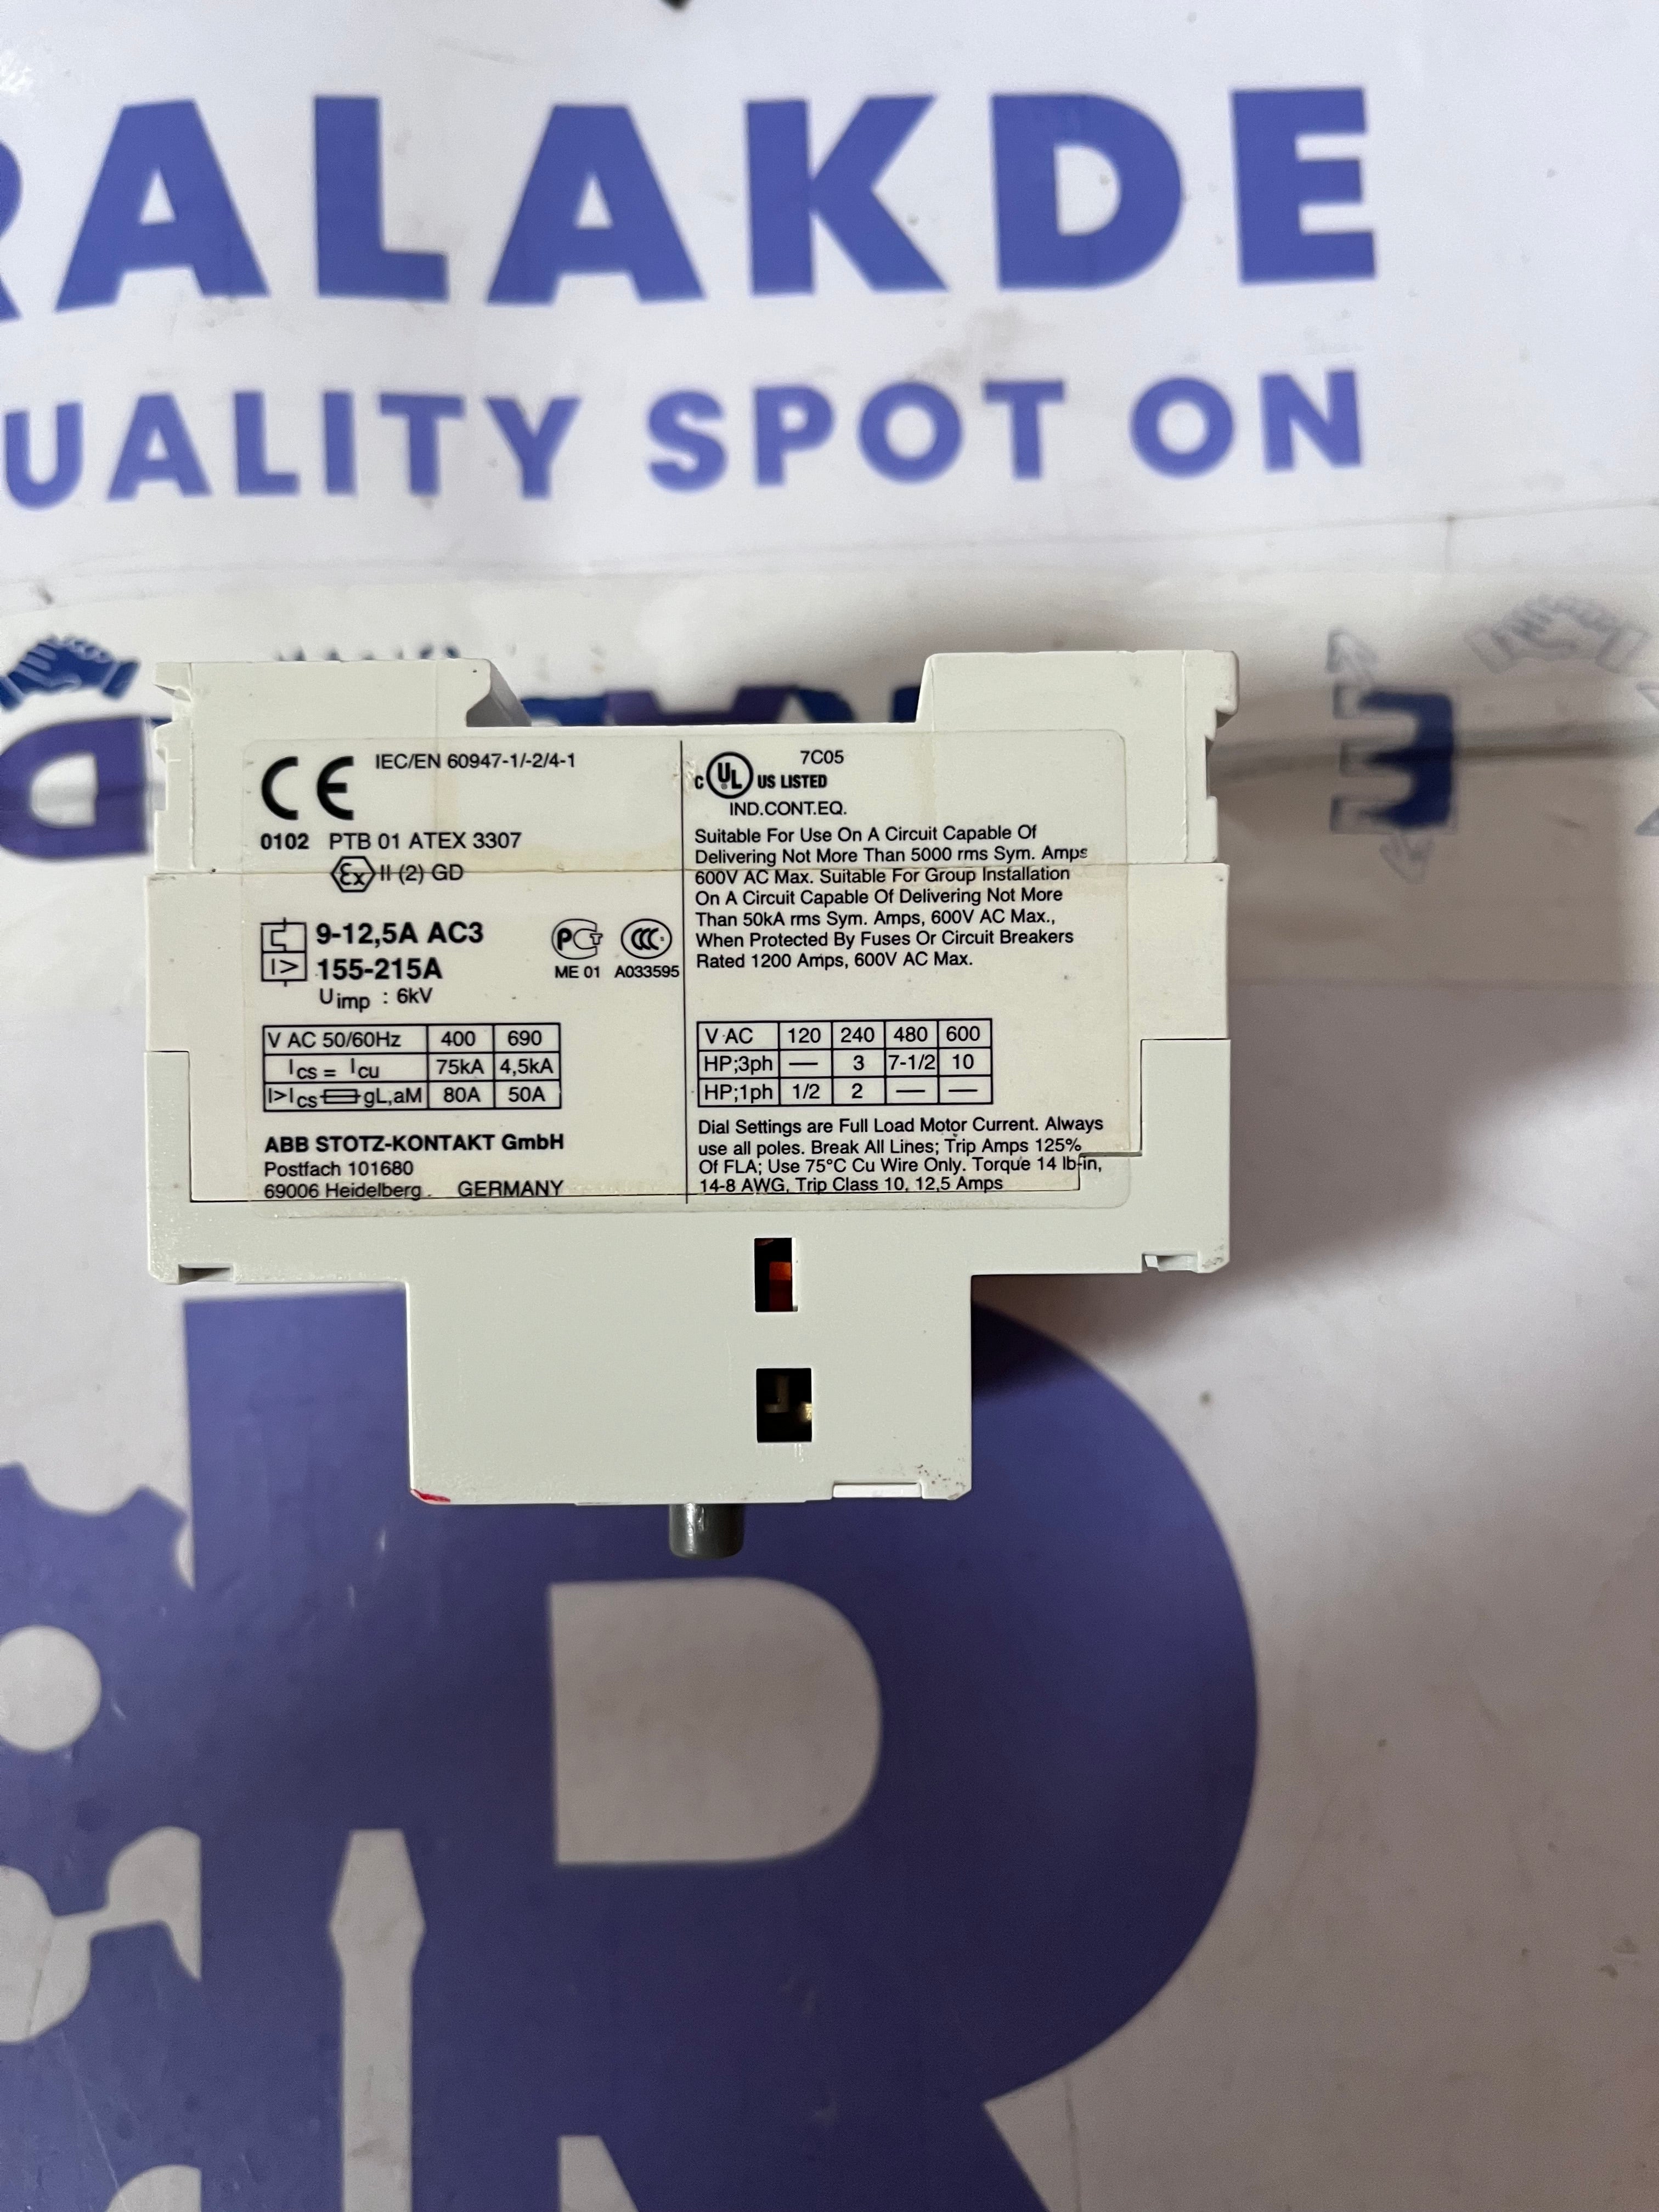 RALAKDE
UALITY SPOT ON
CE IEC/EN 60947-1/-2/4-1
0102 PTB 01 ATEX 3307
Ex II (2) GD
9-12,5A AC3
I> 155-215A
Uimp : 6kV
PCT CCC
ME 01 A033595
V AC 50/60Hz 400 690
Ics = Icu 75kA 4,5kA
I>Ics gL,aM 80A 50A
ABB STOTZ-KONTAKT GmbH
Postfach 101680
69006 Heidelberg GERMANY
7C05
C UL US LISTED
IND.CONT.EQ.
Suitable For Use On A Circuit Capable Of
Delivering Not More Than 5000 rms Sym. Amps
600V AC Max. Suitable For Group Installation
On A Circuit Capable Of Delivering Not More
Than 50kA rms Sym. Amps, 600V AC Max.,
When Protected By Fuses Or Circuit Breakers
Rated 1200 Amps, 600V AC Max.
V AC 120 240 480 600
HP;3ph — 3 7-1/2 10
HP;1ph 1/2 2 — —
Dial Settings are Full Load Motor Current. Always
use all poles. Break All Lines; Trip Amps 125%
Of FLA; Use 75°C Cu Wire Only. Torque 14 lb-in,
14-8 AWG, Trip Class 10, 12,5 Amps